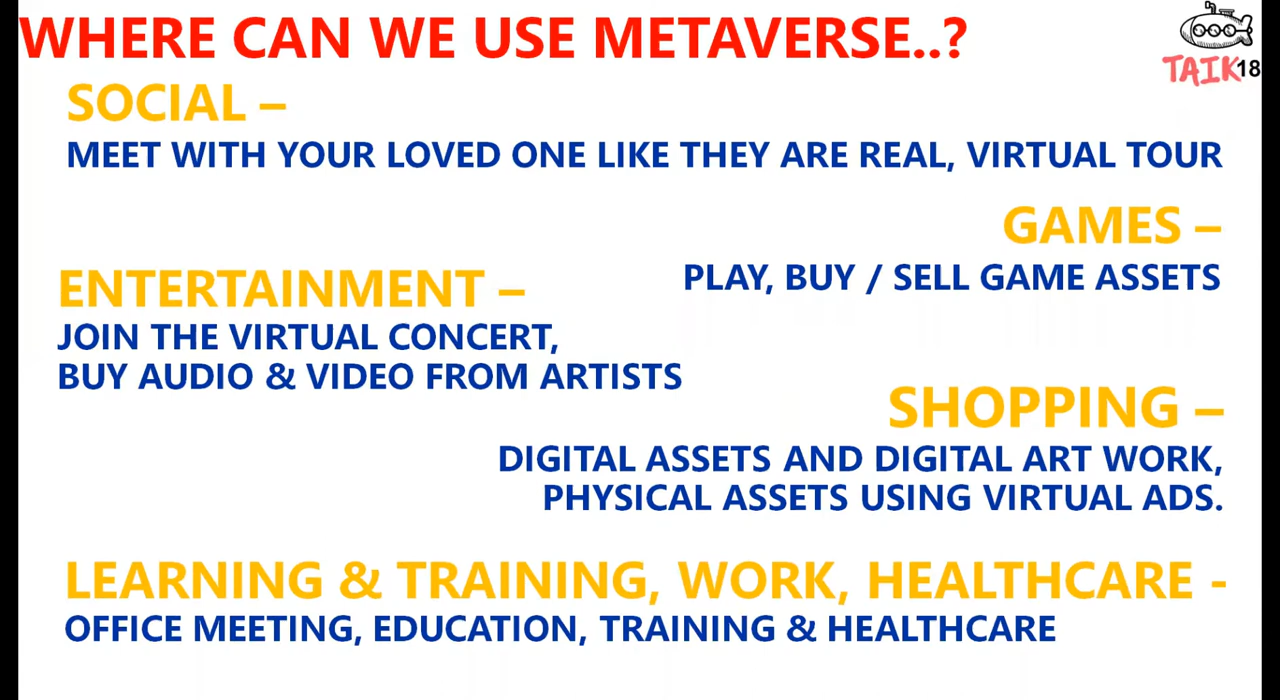 WHERE CAN WE USE METAVERSE..?
TAIK18
SOCIAL –
MEET WITH YOUR LOVED ONE LIKE THEY ARE REAL, VIRTUAL TOUR
GAMES –
PLAY, BUY / SELL GAME ASSETS
ENTERTAINMENT –
JOIN THE VIRTUAL CONCERT,
BUY AUDIO & VIDEO FROM ARTISTS
SHOPPING –
DIGITAL ASSETS AND DIGITAL ART WORK,
PHYSICAL ASSETS USING VIRTUAL ADS.
LEARNING & TRAINING, WORK, HEALTHCARE -
OFFICE MEETING, EDUCATION, TRAINING & HEALTHCARE